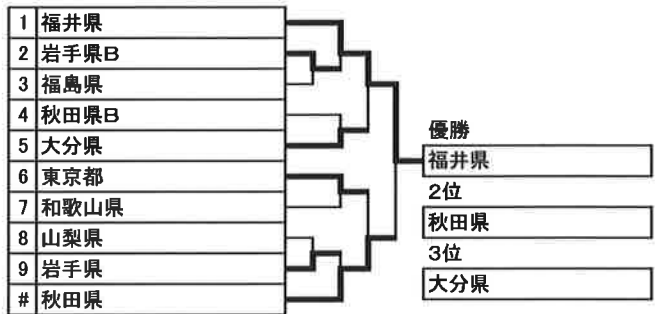 1 福井県
2 岩手県B
3 福島県
4 秋田県B
5 大分県
6 東京都
7 和歌山県
8 山梨県
9 岩手県
# 秋田県
優勝
福井県
2位
秋田県
3位
大分県